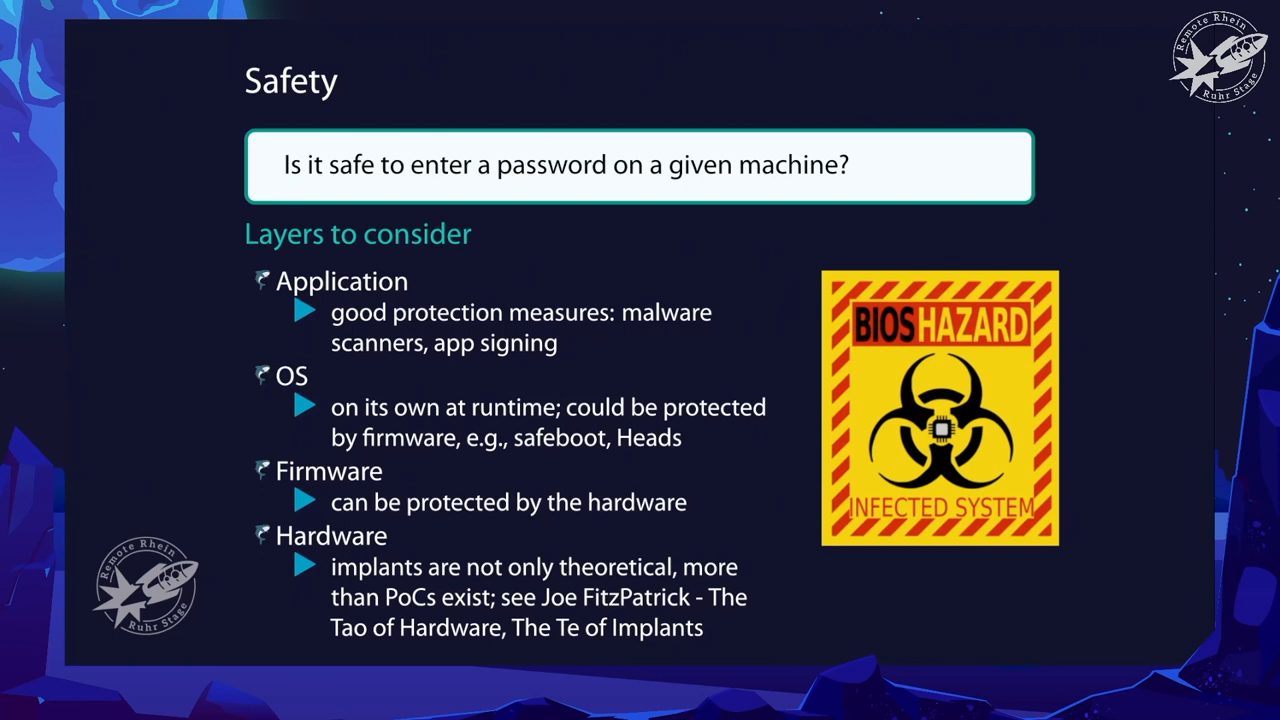 Remote Rhein
Ruhr Stage
Safety
Is it safe to enter a password on a given machine?
Layers to consider
Application
good protection measures: malware
scanners, app signing
OS
on its own at runtime; could be protected
by firmware, e.g., safeboot, Heads
Firmware
can be protected by the hardware
Hardware
implants are not only theoretical, more
than PoCs exist; see Joe FitzPatrick - The
Tao of Hardware, The Te of Implants
BIOSHAZARD
INFECTED SYSTEM
Remote Rhein
Ruhr Stage